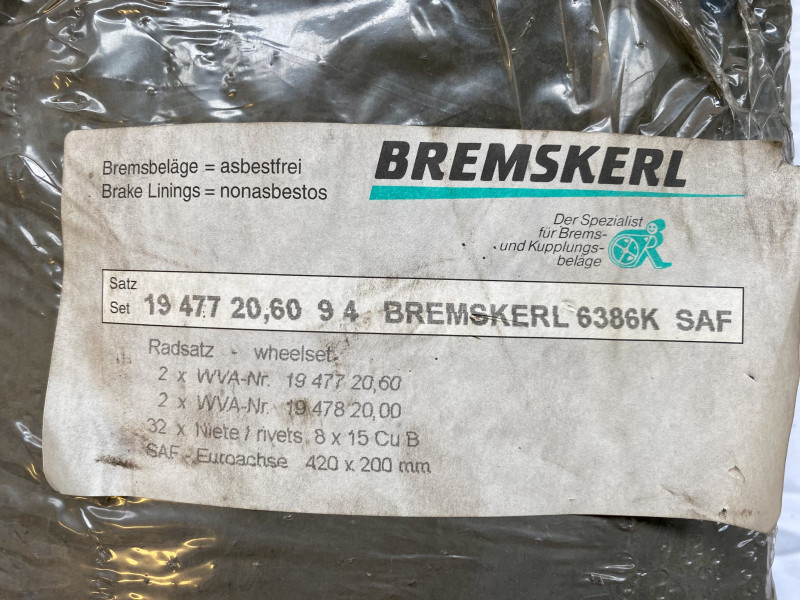 Bremsbeläge = asbestfrei
Brake Linings = nonasbestos
BREMSKERL
Der Spezialist
für Brems-
und Kupplungs-
beläge
Satz
Set 19 477 20,60 9 4 BREMSKERL 6386K SAF
Radsatz - wheelset
2 x WVA-Nr. 19 477 20,60
2 x WVA-Nr. 19 478 20,00
32 x Niete / rivets 8 x 15 Cu B
SAF - Euroachse 420 x 200 mm